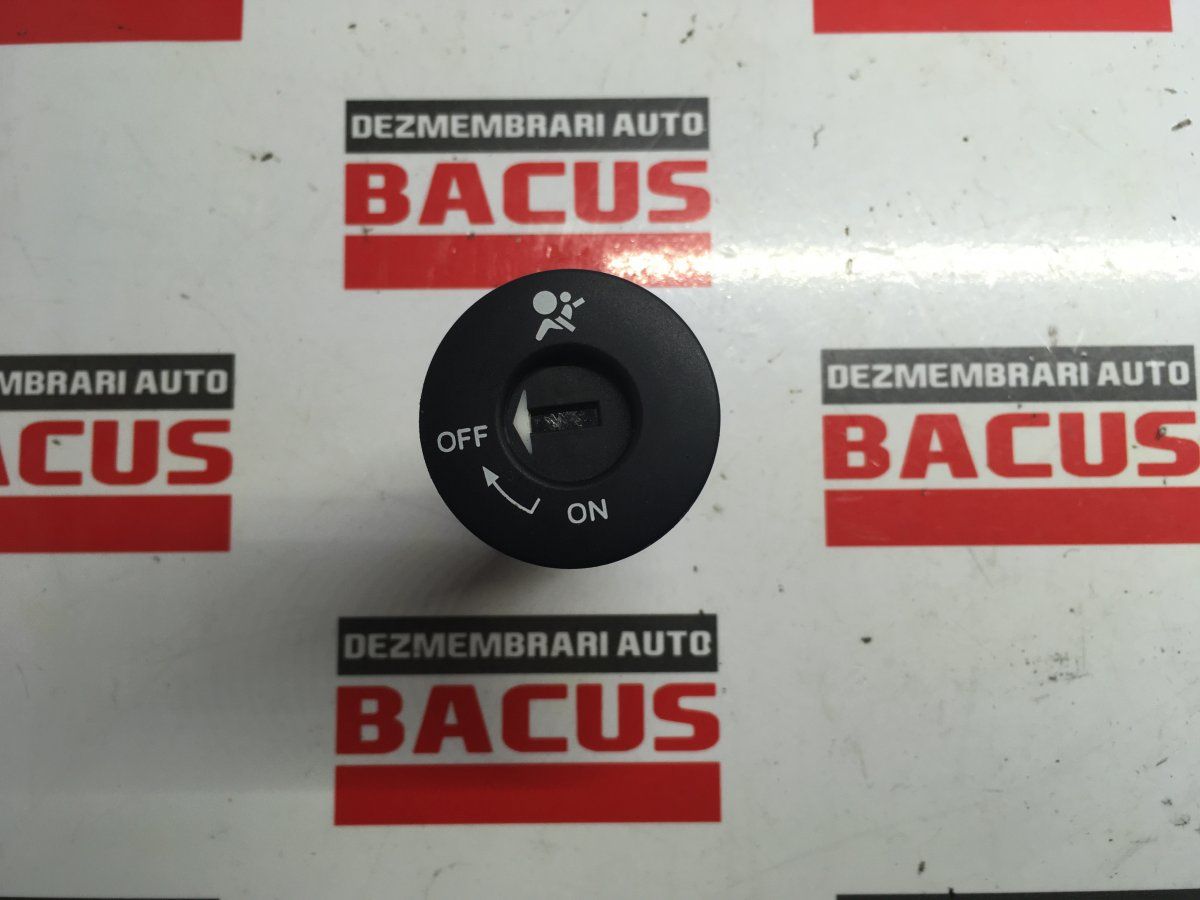 DEZMEMBRARI AUTO
BACUS
MBRARI AUTO
ACUS
OFF
ON
DEZMEMBRARI AUTO
BACUS
DEZMEMBRARI AUTO
BACUS